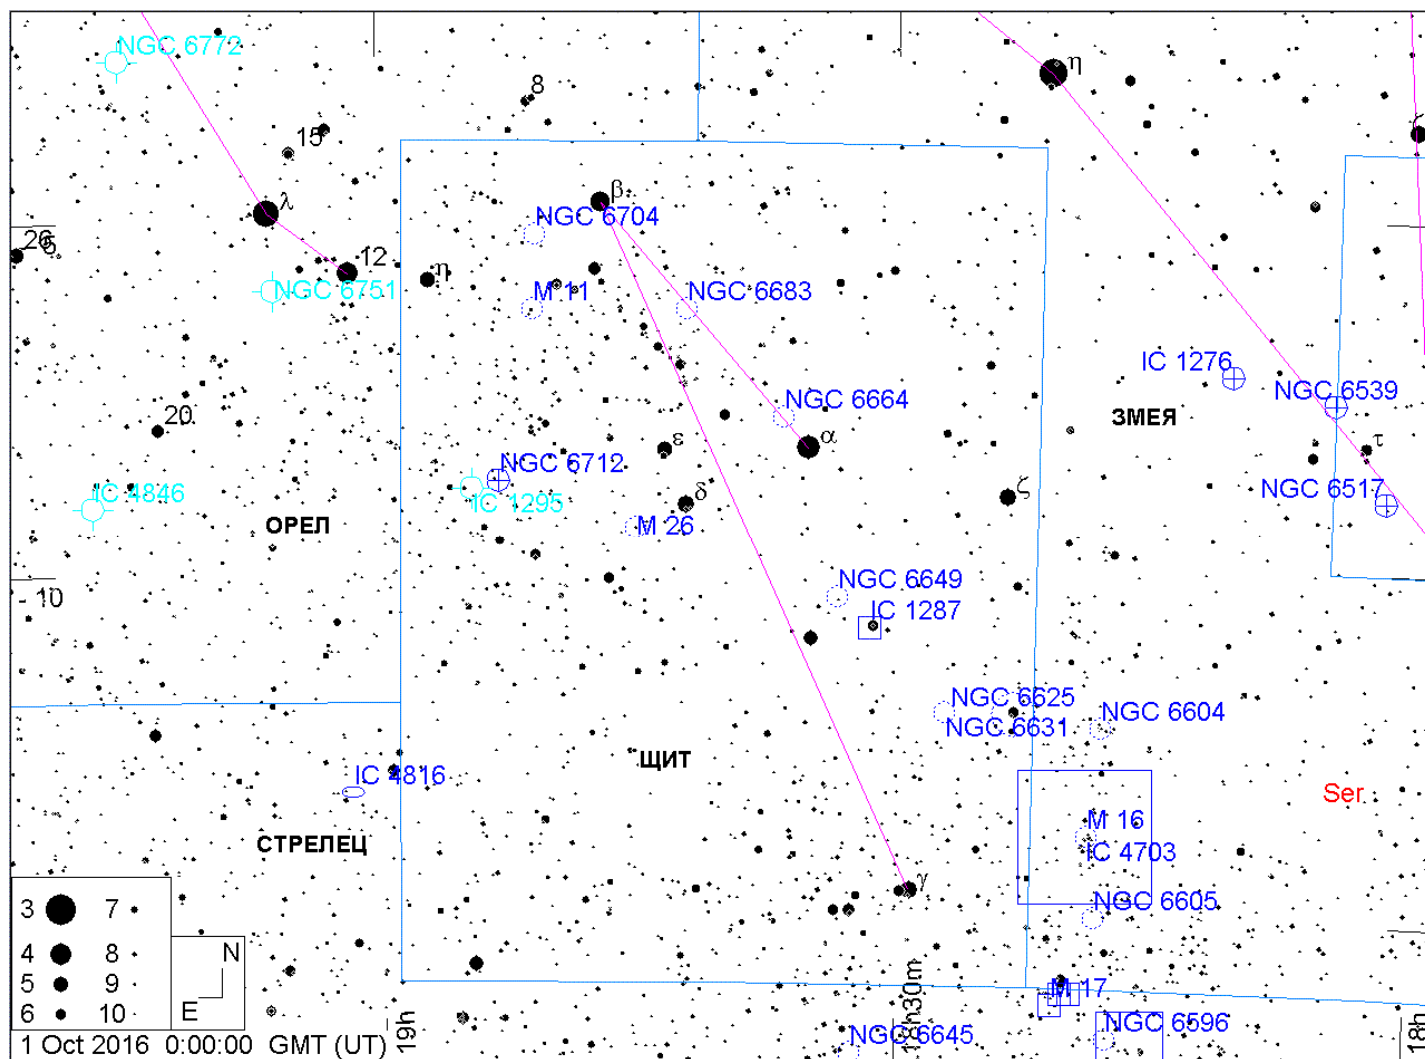 NGC 6772
η
8
ζ
15
λ
β
NGC 6704
26
12
η
NGC 6751
M 11
NGC 6683
IC 1276
NGC 6539
NGC 6664
ЗМЕЯ
20
ε
α
τ
NGC 6712
IC 4846
IC 1295
δ
ζ
NGC 6517
ОРЕЛ
M 26
NGC 6649
- 10
IC 1287
NGC 6625
NGC 6631
NGC 6604
ЩИТ
IC 4816
Ser
M 16
СТРЕЛЕЦ
IC 4703
γ
NGC 6605
3 7
4 8
5 9
6 10
N
E
M 17
18h30m
19h
18h
NGC 6645
NGC 6596
1 Oct 2016 0:00:00 GMT (UT)